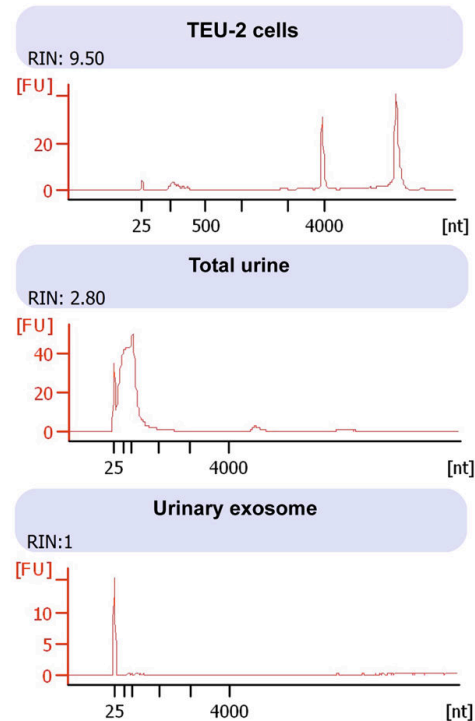 TEU-2 cells
RIN: 9.50
[FU]
20
0
25 500 4000 [nt]
Total urine
RIN: 2.80
[FU]
40
20
0
25 4000 [nt]
Urinary exosome
RIN:1
[FU]
10
5
0
25 4000 [nt]